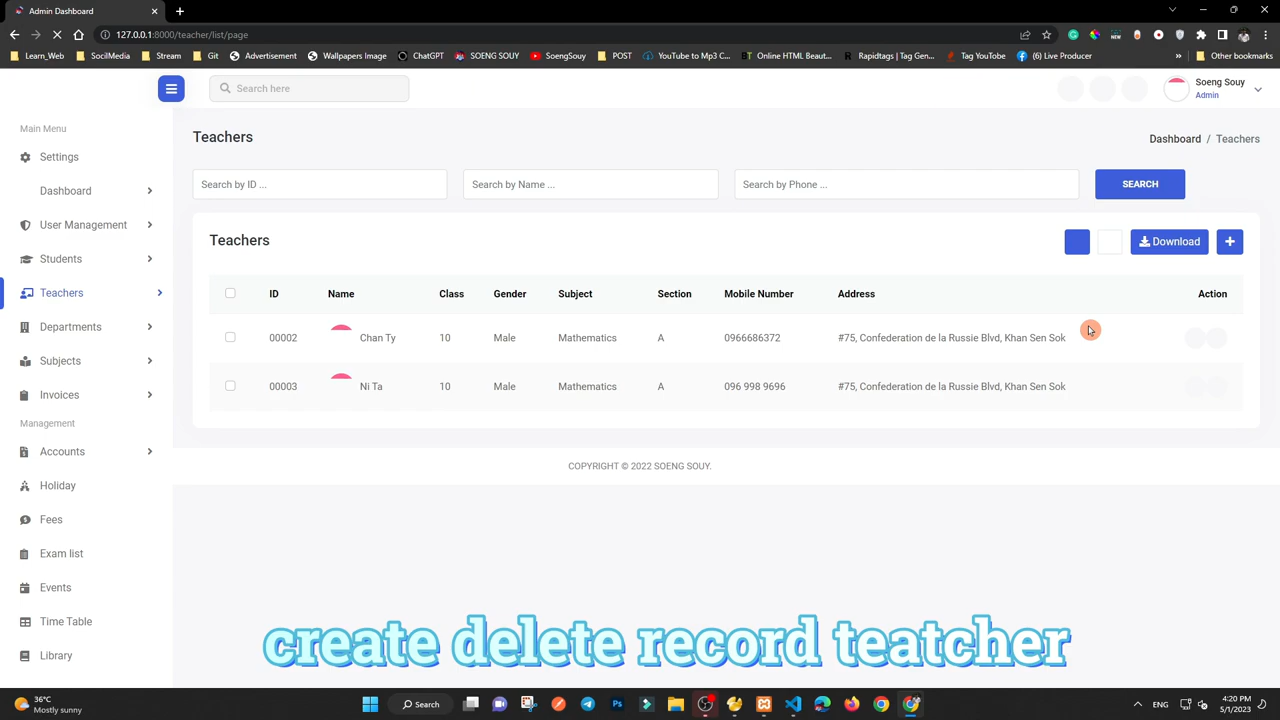 Admin Dashboard
127.0.0.1:8000/teacher/list/page
Learn_Web
SocilMedia
Stream
Git
Advertisement
Wallpapes Image
ChatGPT
SOENG SOUY
SoengSouy
POST
YouTube to Mp3 C...
Online HTML Beaut...
Rapidtags | Tag Gen...
Tag YouTube
(6) Live Producer
»
Other bookmarks
Search here
Soeng Souy
Admin
Main Menu
Settings
Dashboard
User Management
Students
Teachers
Departments
Subjects
Invoices
Management
Accounts
Holiday
Fees
Exam list
Events
Time Table
Library
Teachers
Dashboard / Teachers
Search by ID ...
Search by Name ...
Search by Phone ...
SEARCH
Teachers
Download
ID Name Class Gender Subject Section Mobile Number Address Action
00002 Chan Ty 10 Male Mathematics A 0966686372 #75, Confederation de la Russie Blvd, Khan Sen Sok
00003 Ni Ta 10 Male Mathematics A 096 998 9696 #75, Confederation de la Russie Blvd, Khan Sen Sok
COPYRIGHT © 2022 SOENG SOUY.
create delete record teatcher
36°C
Mostly sunny
Search
ENG
4:20 PM
5/1/2023